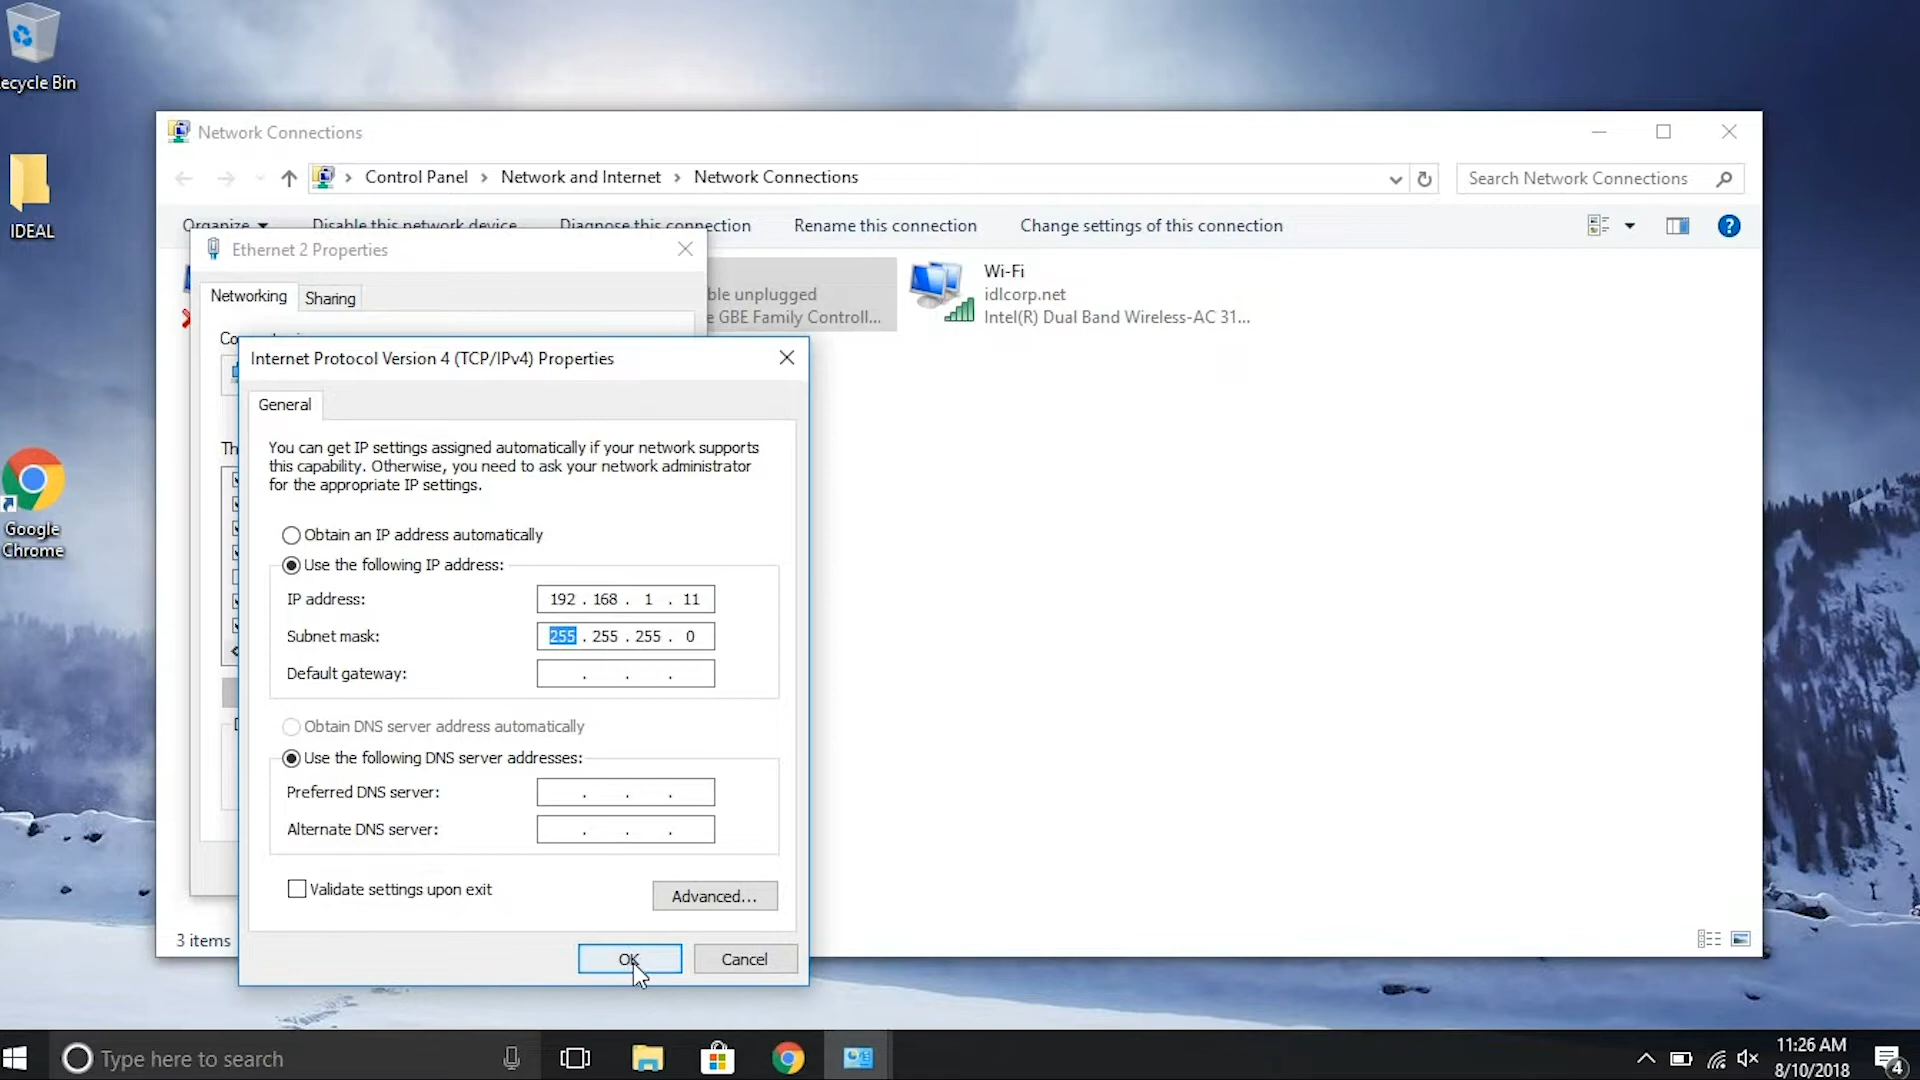 ecycle Bin
IDEAL
Google
Chrome
Network Connections
Control Panel > Network and Internet > Network Connections
Search Network Connections
Organize Disable this network device Diagnose this connection Rename this connection Change settings of this connection
Ethernet 2 Properties
Networking Sharing
ble unplugged
e GBE Family Controll...
Wi-Fi
idlcorp.net
Intel(R) Dual Band Wireless-AC 31...
Co
Th
Internet Protocol Version 4 (TCP/IPv4) Properties
General
You can get IP settings assigned automatically if your network supports
this capability. Otherwise, you need to ask your network administrator
for the appropriate IP settings.
Obtain an IP address automatically
Use the following IP address:
IP address: 192 . 168 . 1 . 11
Subnet mask: 255 . 255 . 255 . 0
Default gateway: . . .
Obtain DNS server address automatically
Use the following DNS server addresses:
Preferred DNS server: . . .
Alternate DNS server: . . .
Validate settings upon exit
Advanced...
OK Cancel
3 items
Type here to search
11:26 AM
8/10/2018
4